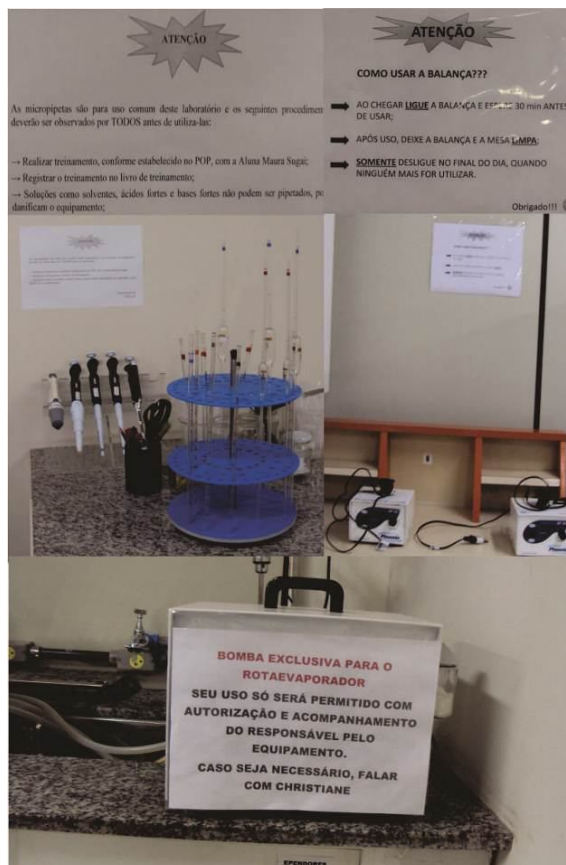 ATENÇÃO
As micropipetas são para uso comum deste laboratório e os seguintes procediment
deverão ser observados por TODOS antes de utiliza-las:
→ Realizar treinamento, conforme estabelecido no POP, com a Aluna Maura Sugai;
→ Registrar o treinamento no livro de treinamento;
→ Soluções como solventes, ácidos fortes e bases fortes não podem ser pipetados, po
danificam o equipamento;
ATENÇÃO
COMO USAR A BALANÇA???
AO CHEGAR LIGUE A BALANÇA E ESPERE 30 min ANTES
DE USAR;
APÓS USO, DEIXE A BALANÇA E A MESA LIMPA;
SOMENTE DESLIGUE NO FINAL DO DIA, QUANDO
NINGUÉM MAIS FOR UTILIZAR.
Obrigado!!!
BOMBA EXCLUSIVA PARA O
ROTAEVAPORADOR
SEU USO SÓ SERÁ PERMITIDO COM
AUTORIZAÇÃO E ACOMPANHAMENTO
DO RESPONSÁVEL PELO
EQUIPAMENTO.
CASO SEJA NECESSÁRIO, FALAR
COM CHRISTIANE